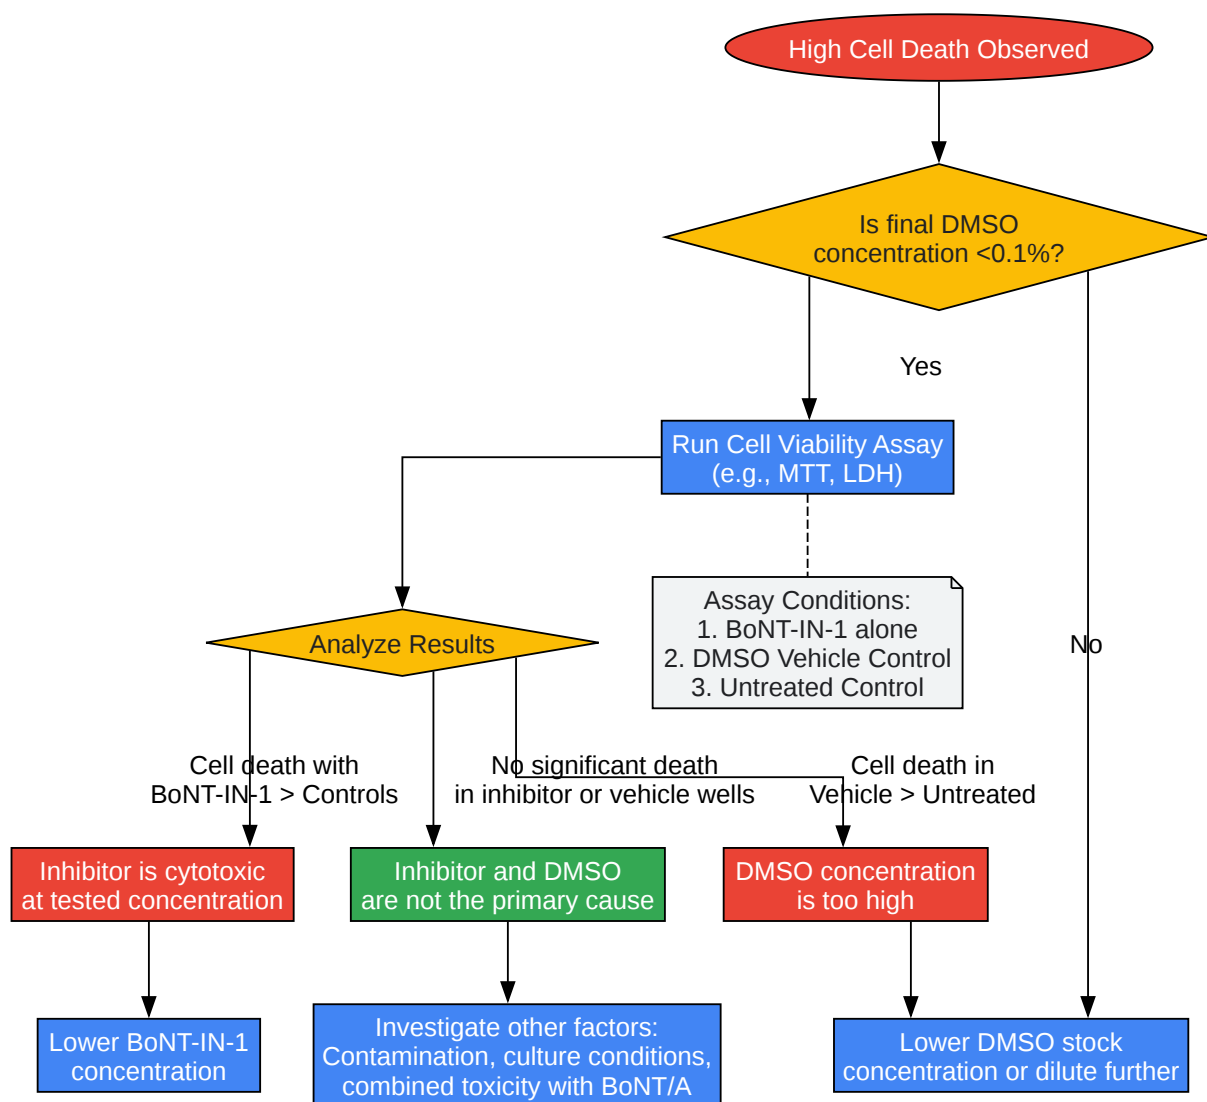 High Cell Death Observed
Is final DMSO
concentration <0.1%?
Yes
Run Cell Viability Assay
(e.g., MTT, LDH)
Assay Conditions:
1. BoNT-IN-1 alone
2. DMSO Vehicle Control
3. Untreated Control
No
Analyze Results
Cell death with
BoNT-IN-1 > Controls
No significant death
in inhibitor or vehicle wells
Cell death in
Vehicle > Untreated
Inhibitor is cytotoxic
at tested concentration
Inhibitor and DMSO
are not the primary cause
DMSO concentration
is too high
Lower BoNT-IN-1
concentration
Investigate other factors:
Contamination, culture conditions,
combined toxicity with BoNT/A
Lower DMSO stock
concentration or dilute further